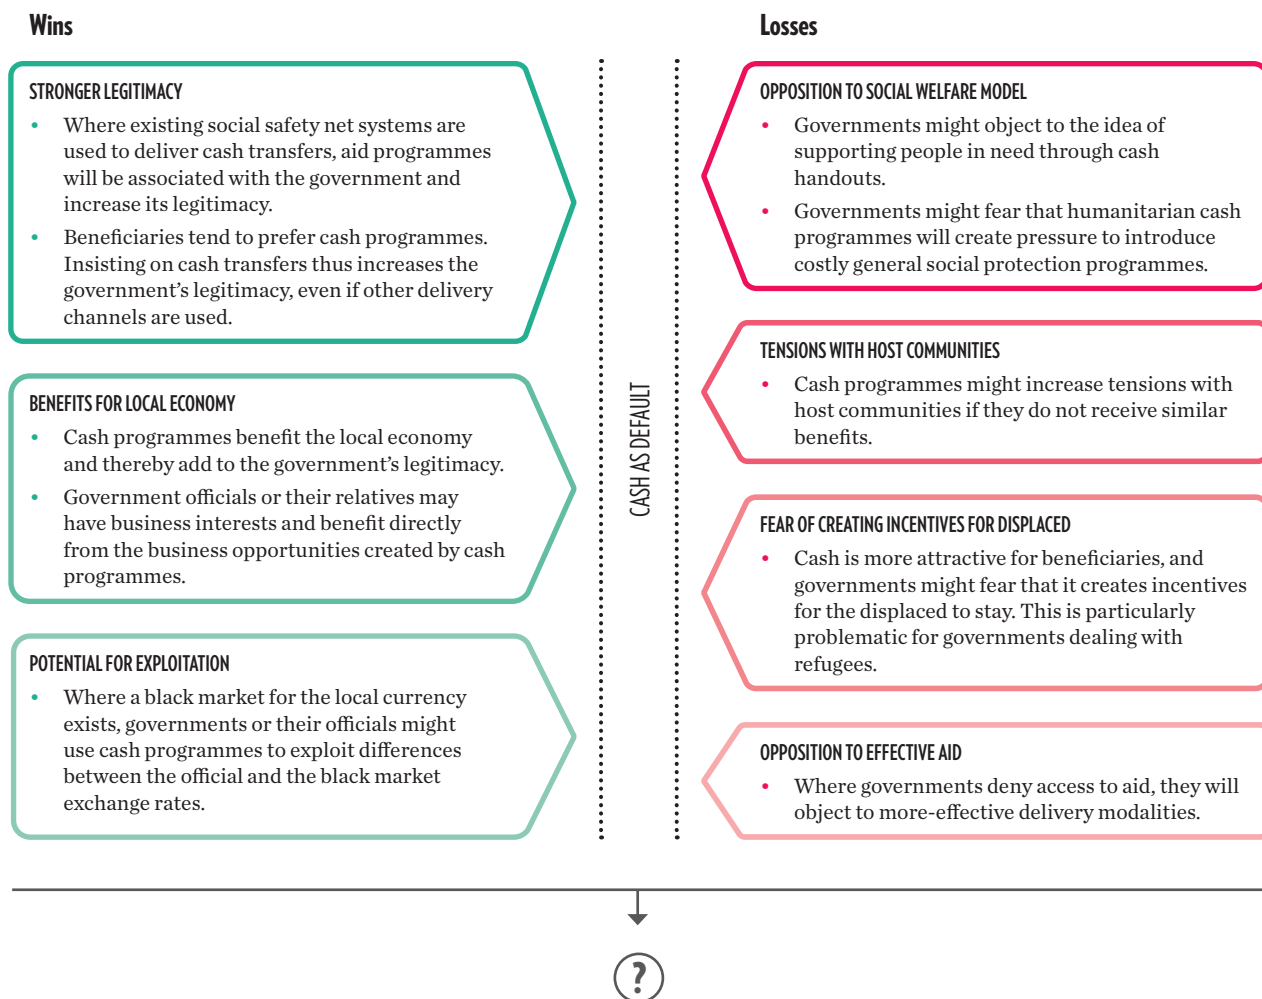 Wins
STRONGER LEGITIMACY
• Where existing social safety net systems are
used to deliver cash transfers, aid programmes
will be associated with the government and
increase its legitimacy.
• Beneficiaries tend to prefer cash programmes.
Insisting on cash transfers thus increases the
government’s legitimacy, even if other delivery
channels are used.
BENEFITS FOR LOCAL ECONOMY
• Cash programmes benefit the local economy
and thereby add to the government’s legitimacy.
• Government officials or their relatives may
have business interests and benefit directly
from the business opportunities created by cash
programmes.
POTENTIAL FOR EXPLOITATION
• Where a black market for the local currency
exists, governments or their officials might
use cash programmes to exploit differences
between the official and the black market
exchange rates.
CASH AS DEFAULT
Losses
OPPOSITION TO SOCIAL WELFARE MODEL
• Governments might object to the idea of
supporting people in need through cash
handouts.
• Governments might fear that humanitarian cash
programmes will create pressure to introduce
costly general social protection programmes.
TENSIONS WITH HOST COMMUNITIES
• Cash programmes might increase tensions with
host communities if they do not receive similar
benefits.
FEAR OF CREATING INCENTIVES FOR DISPLACED
• Cash is more attractive for beneficiaries, and
governments might fear that it creates incentives
for the displaced to stay. This is particularly
problematic for governments dealing with
refugees.
OPPOSITION TO EFFECTIVE AID
• Where governments deny access to aid, they will
object to more-effective delivery modalities.
?